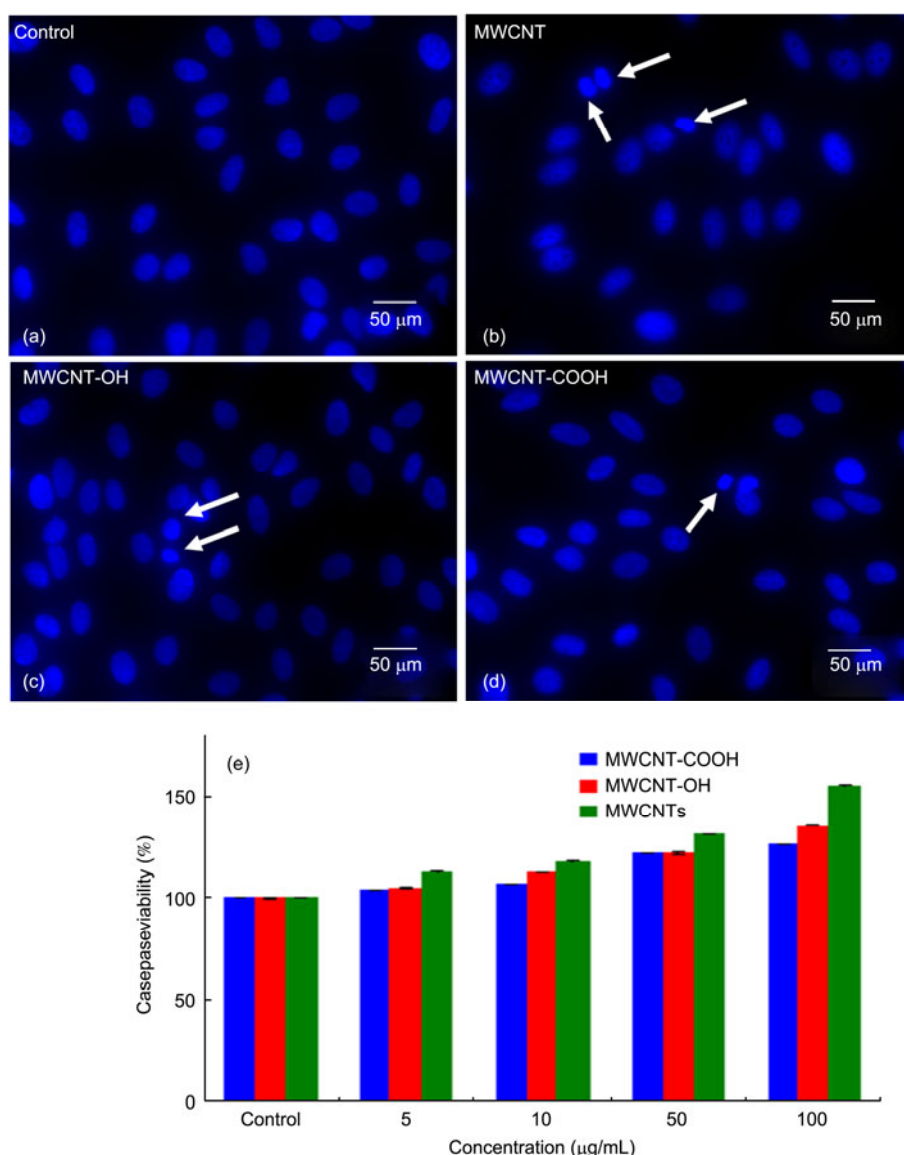 Control
50 μm
(a)
MWCNT
50 μm
(b)
MWCNT-OH
50 μm
(c)
MWCNT-COOH
50 μm
(d)
(e)
MWCNT-COOH
MWCNT-OH
MWCNTs
Casepaseviability (%)
150
100
50
0
Control 5 10 50 100
Concentration (μg/mL)